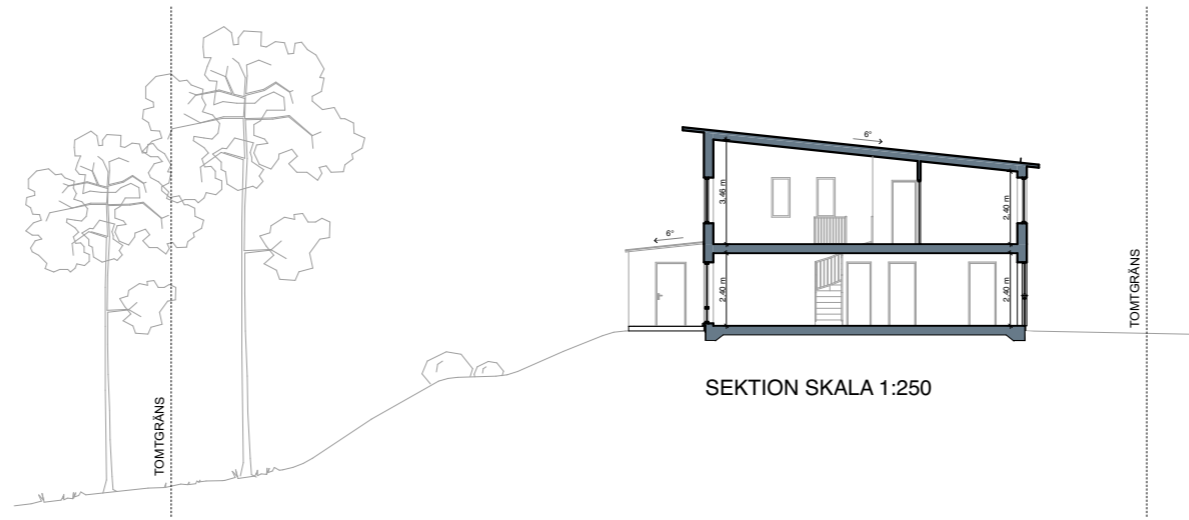 6°
3,46 m
2,40 m
6°
2,40 m
2,40 m
TOMTGRÄNS
SEKTION SKALA 1:250
TOMTGRÄNS